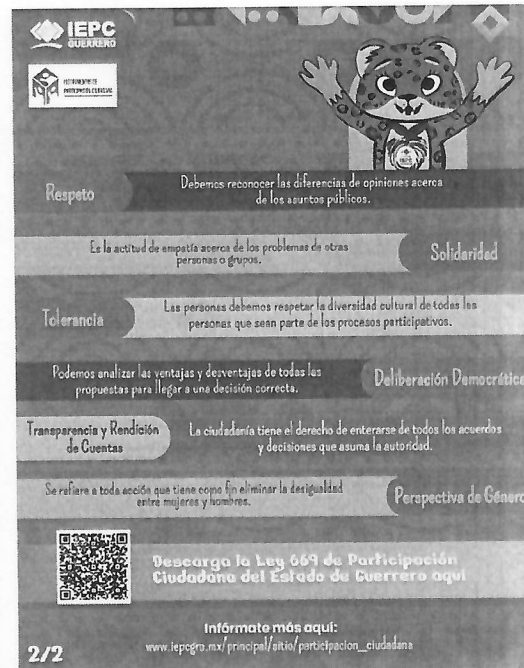 IEPC
GUERRERO
PARTICIPACIÓN CIUDADANA
Respeto
Debemos reconocer las diferencias de opiniones acerca
de los asuntos públicos.
Es la actitud de empatía acerca de los problemas de otras
personas o grupos.
Solidaridad
Tolerancia
Las personas debemos respetar la diversidad cultural de todas las
personas que sean parte de los procesos participativos.
Podemos analizar las ventajas y desventajas de todas las
propuestas para llegar a una decisión correcta.
Deliberación Democrática
Transparencia y Rendición
de Cuentas
La ciudadanía tiene el derecho de enterarse de todos los acuerdos
y decisiones que asuma la autoridad.
Se refiere a toda acción que tiene como fin eliminar la desigualdad
entre mujeres y hombres.
Perspectiva de Género
Descarga la Ley 669 de Participación
Ciudadana del Estado de Guerrero aquí
Infórmate más aquí:
www.iepcgro.mx/principal/sitio/participacion_ciudadana
2/2